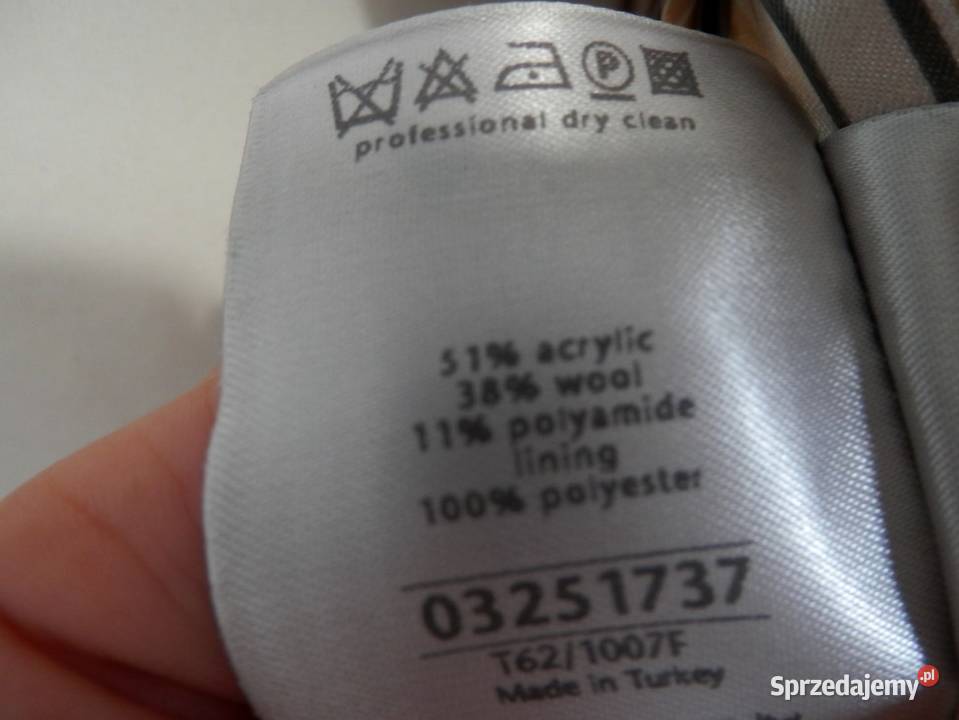 P
professional dry clean
51% acrylic
38% wool
11% polyamide
lining
100% polyester
03251737
T62/1007F
Made in Turkey
Sprzedajemy.pl